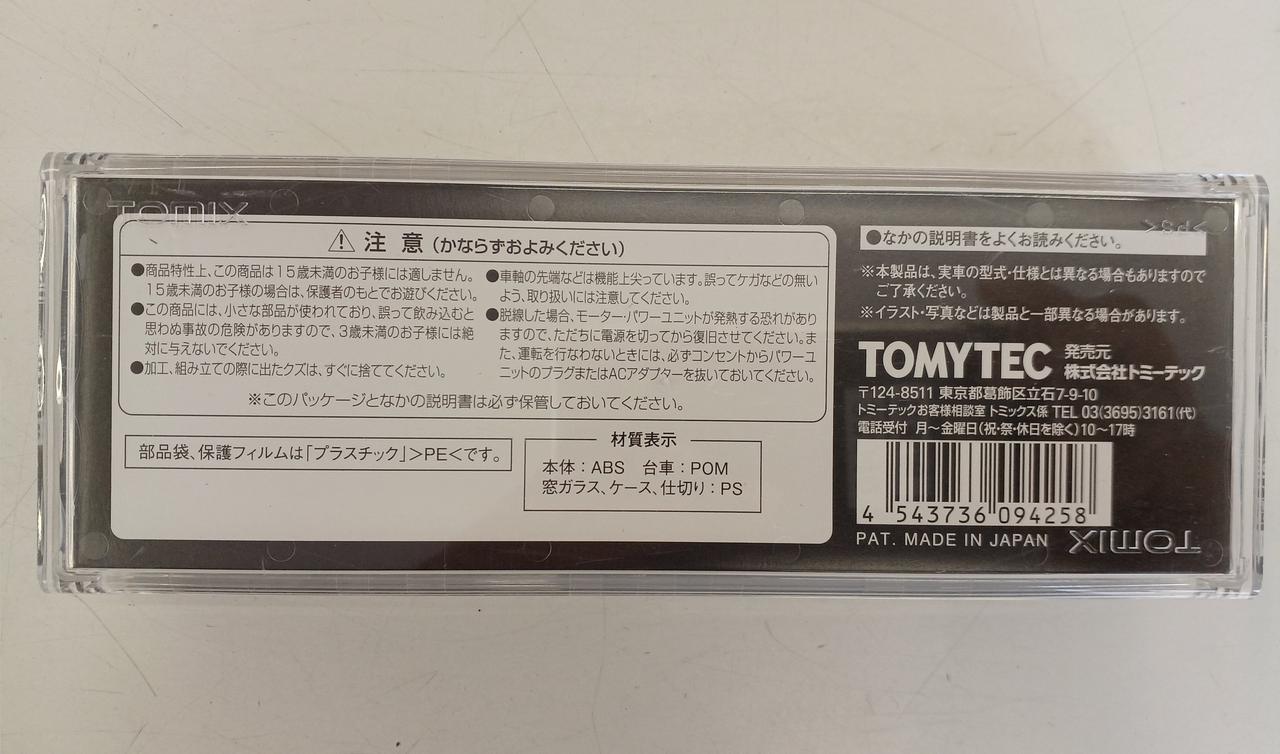 TOMIX
⚠ 注 意 (かならずおよみください)
●商品特性上、この商品は15歳未満のお子様には適しません。
15歳未満のお子様の場合は、保護者のもとでお遊びください。
●この商品には、小さな部品が使われており、誤って飲み込むと
思わぬ事故の危険がありますので、3歳未満のお子様には絶
対に与えないでください。
●加工、組み立ての際に出たクズは、すぐに捨ててください。
●車軸の先端などは機能上尖っています。誤ってケガなどの無い
よう、取り扱いには注意してください。
●脱線した場合、モーター・パワーユニットが発熱する恐れがあり
ますので、ただちに電源を切ってから復旧させてください。ま
た、運転を行なわないときには、必ずコンセントからパワーユ
ニットのプラグまたはACアダプターを抜いておいてください。
※このパッケージとなかの説明書は必ず保管しておいてください。
部品袋、保護フィルムは「プラスチック」>PE<です。
材質表示
本体:ABS 台車:POM
窓ガラス、ケース、仕切り:PS
>PS<
●なかの説明書をよくお読みください。
※本製品は、実車の型式・仕様とは異なる場合もありますので
ご了承ください。
※イラスト・写真などは製品と一部異なる場合があります。
TOMYTEC 発売元
株式会社トミーテック
〒124-8511 東京都葛飾区立石7-9-10
トミーテックお客様相談室 トミックス係 TEL 03(3695)3161(代)
電話受付 月~金曜日(祝・祭・休日を除く)10~17時
4 543736 094258
PAT. MADE IN JAPAN
TOMIX